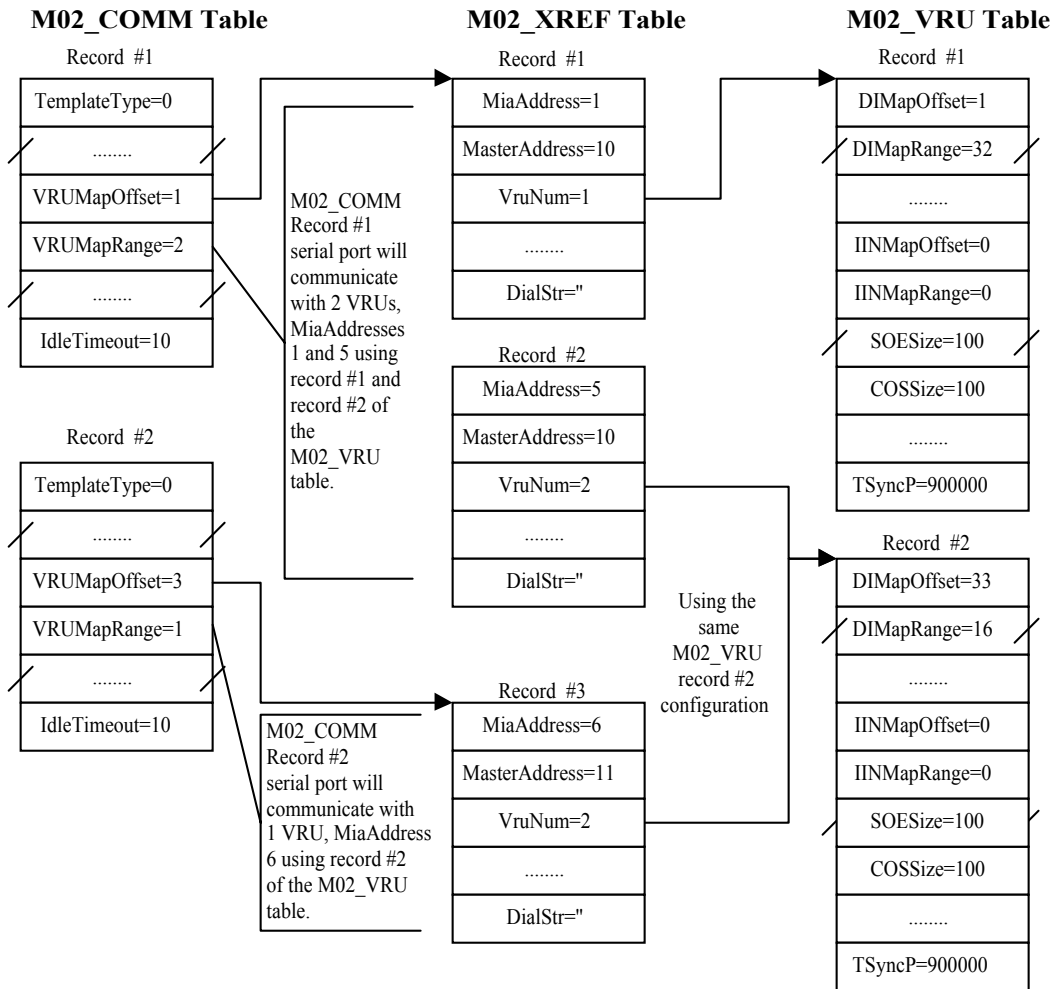 M02_COMM Table
Record #1
TemplateType=0
........
VRUMapOffset=1
VRUMapRange=2
........
IdleTimeout=10
Record #2
TemplateType=0
........
VRUMapOffset=3
VRUMapRange=1
........
IdleTimeout=10
M02_COMM
Record #1
serial port will
communicate
with 2 VRUs,
MiaAddresses
1 and 5 using
record #1 and
record #2 of
the
M02_VRU
table.
M02_COMM
Record #2
serial port will
communicate with
1 VRU, MiaAddress
6 using record #2
of the M02_VRU
table.
M02_XREF Table
Record #1
MiaAddress=1
MasterAddress=10
VruNum=1
........
DialStr=''
Record #2
MiaAddress=5
MasterAddress=10
VruNum=2
........
DialStr=''
Record #3
MiaAddress=6
MasterAddress=11
VruNum=2
........
DialStr=''
Using the
same
M02_VRU
record #2
configuration
M02_VRU Table
Record #1
DIMapOffset=1
DIMapRange=32
........
IINMapOffset=0
IINMapRange=0
SOESize=100
COSSize=100
........
TSyncP=900000
Record #2
DIMapOffset=33
DIMapRange=16
........
IINMapOffset=0
IINMapRange=0
SOESize=100
COSSize=100
........
TSyncP=900000